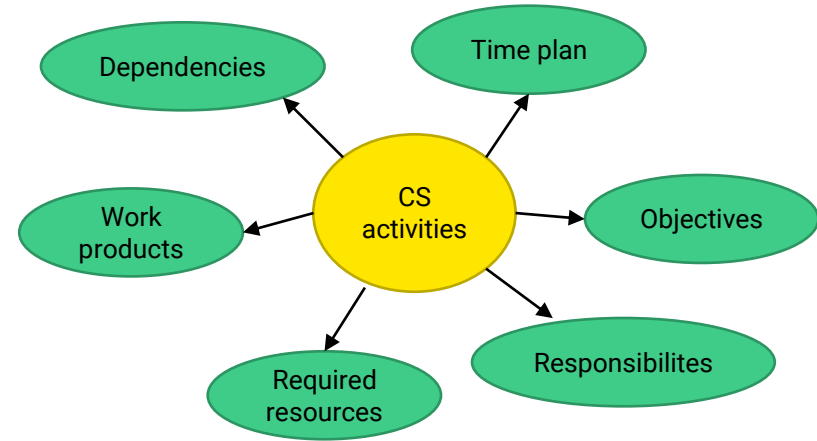 Dependencies
Time plan
CS
activities
Work
products
Objectives
Required
resources
Responsibilites